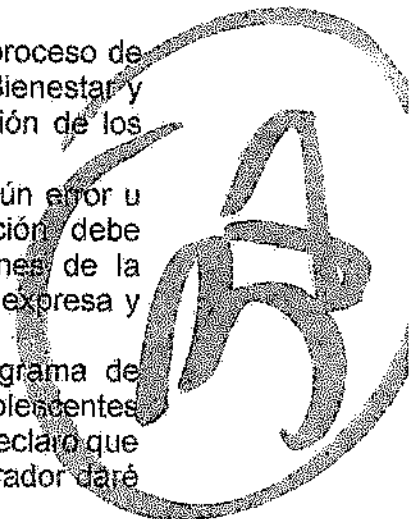 proceso de
Bienestar y
ión de los
ún error u
ción debe
nes de la
expresa y
grama de
olescentes
eclaro que
rador daré